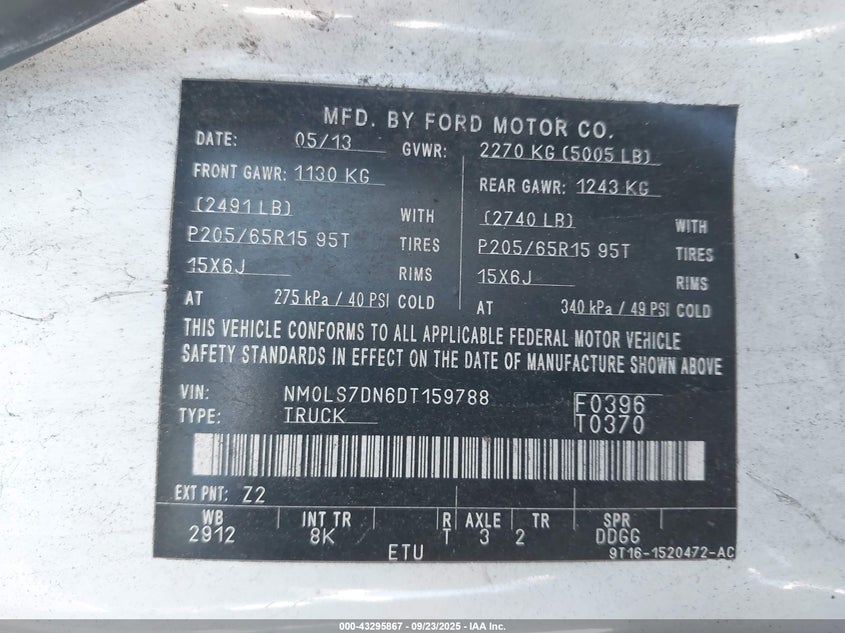 MFD. BY FORD MOTOR CO.
DATE: 05/13 GVWR: 2270 KG (5005 LB)
FRONT GAWR: 1130 KG REAR GAWR: 1243 KG
(2491 LB) WITH (2740 LB) WITH
P205/65R15 95T TIRES P205/65R15 95T TIRES
15X6J RIMS 15X6J RIMS
AT 275 kPa / 40 PSI COLD AT 340 kPa / 49 PSI COLD
THIS VEHICLE CONFORMS TO ALL APPLICABLE FEDERAL MOTOR VEHICLE
SAFETY STANDARDS IN EFFECT ON THE DATE OF MANUFACTURE SHOWN ABOVE
VIN: NM0LS7DN6DT159788 F0396
TYPE: TRUCK T0370
EXT PNT: Z2
WB INT TR R AXLE TR SPR
2912 8K T 3 2 DDGG
ETU 9T16-1520472-AC
000-43295867 - 09/23/2025 - IAA Inc.